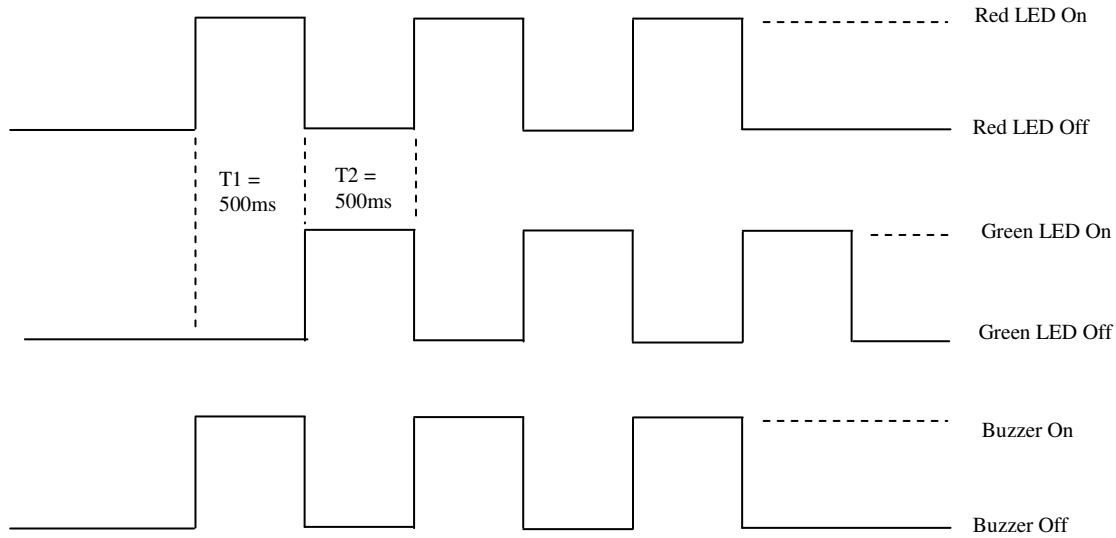 Red LED On
Red LED Off
T1 =
500ms
T2 =
500ms
Green LED On
Green LED Off
Buzzer On
Buzzer Off